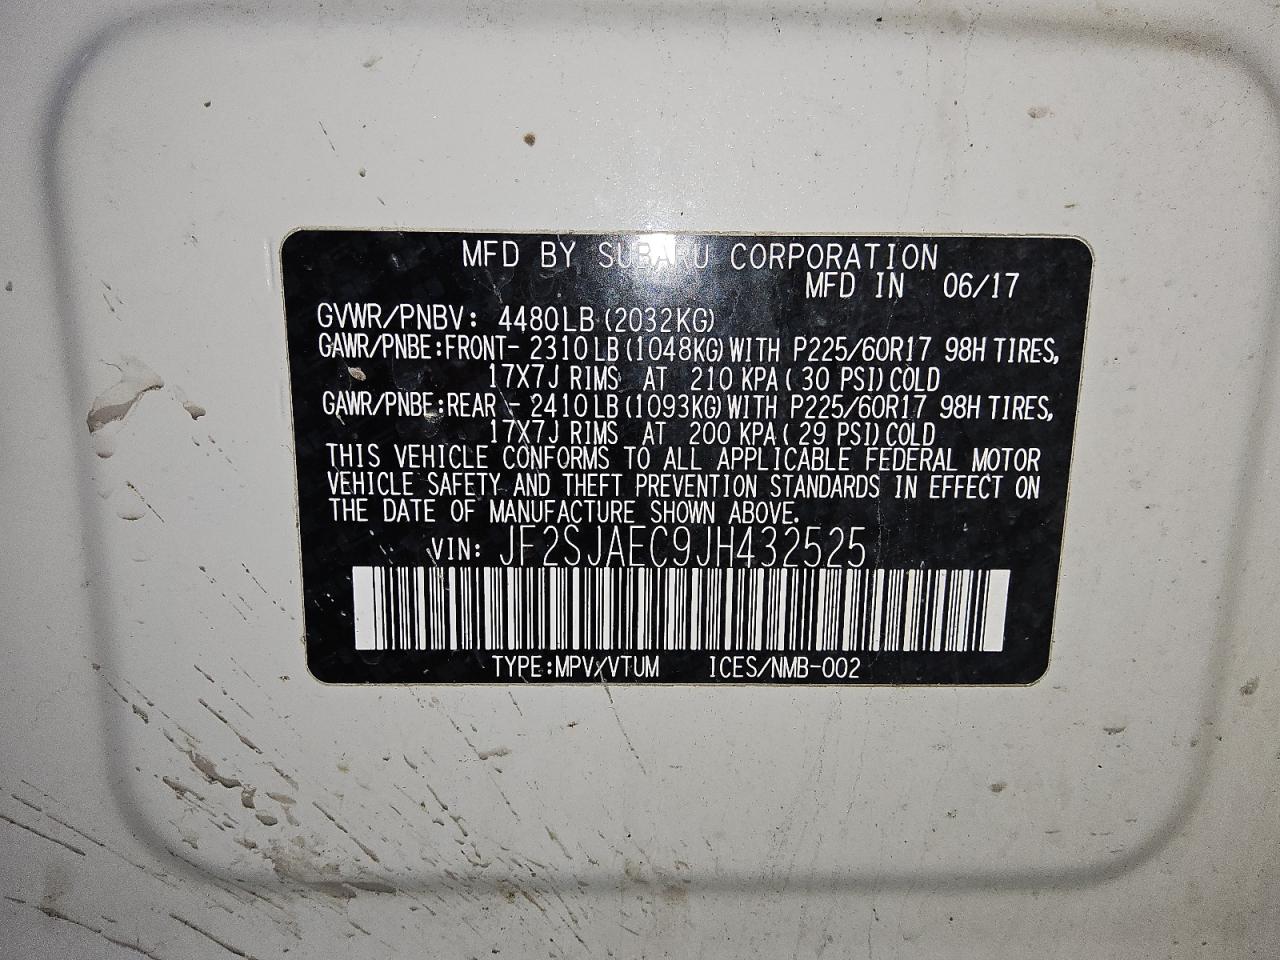 MFD BY SUBARU CORPORATION
MFD IN 06/17
GVWR/PNBV: 4480LB (2032KG)
GAWR/PNBE:FRONT- 2310LB (1048KG) WITH P225/60R17 98H TIRES,
17X7J RIMS AT 210 KPA ( 30 PSI) COLD
GAWR/PNBE:REAR - 2410LB (1093KG) WITH P225/60R17 98H TIRES,
17X7J RIMS AT 200 KPA ( 29 PSI) COLD
THIS VEHICLE CONFORMS TO ALL APPLICABLE FEDERAL MOTOR
VEHICLE SAFETY AND THEFT PREVENTION STANDARDS IN EFFECT ON
THE DATE OF MANUFACTURE SHOWN ABOVE.
VIN: JF2SJAEC9JH432525
TYPE:MPV/VTUM ICES/NMB-002